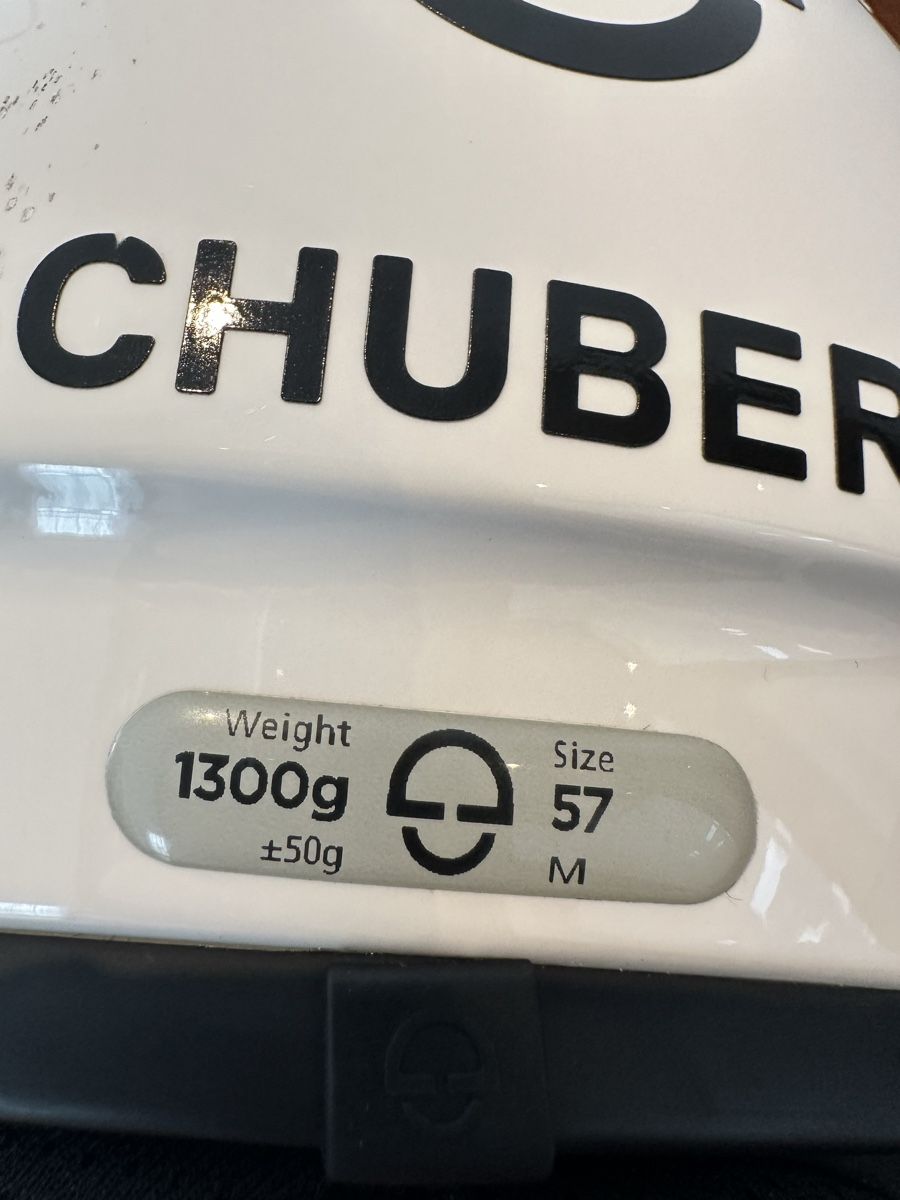 CHUBER
Weight
1300g
±50g
Size
57
M